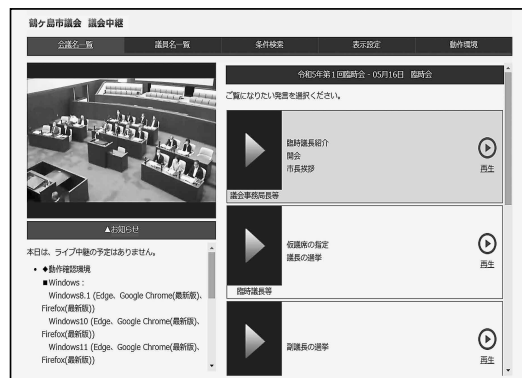 鶴ヶ島市議会 議会中継
会議名一覧 議員名一覧 条件検索 表示設定 動作環境
令和5年第1回臨時会 - 05月16日 臨時会
ご覧になりたい発言を選択ください。
臨時議長紹介
開会
市長挨拶
再生
議会事務局長等
仮議席の指定
議長の選挙
再生
臨時議長等
副議長の選挙
再生
▲お知らせ
本日は、ライブ中継の予定はありません。
• ◆動作確認環境
■Windows：
Windows8.1 (Edge、Google Chrome(最新版)、
Firefox(最新版))
Windows10 (Edge、Google Chrome(最新版)、
Firefox(最新版))
Windows11 (Edge、Google Chrome(最新版)、
Firefox(最新版))